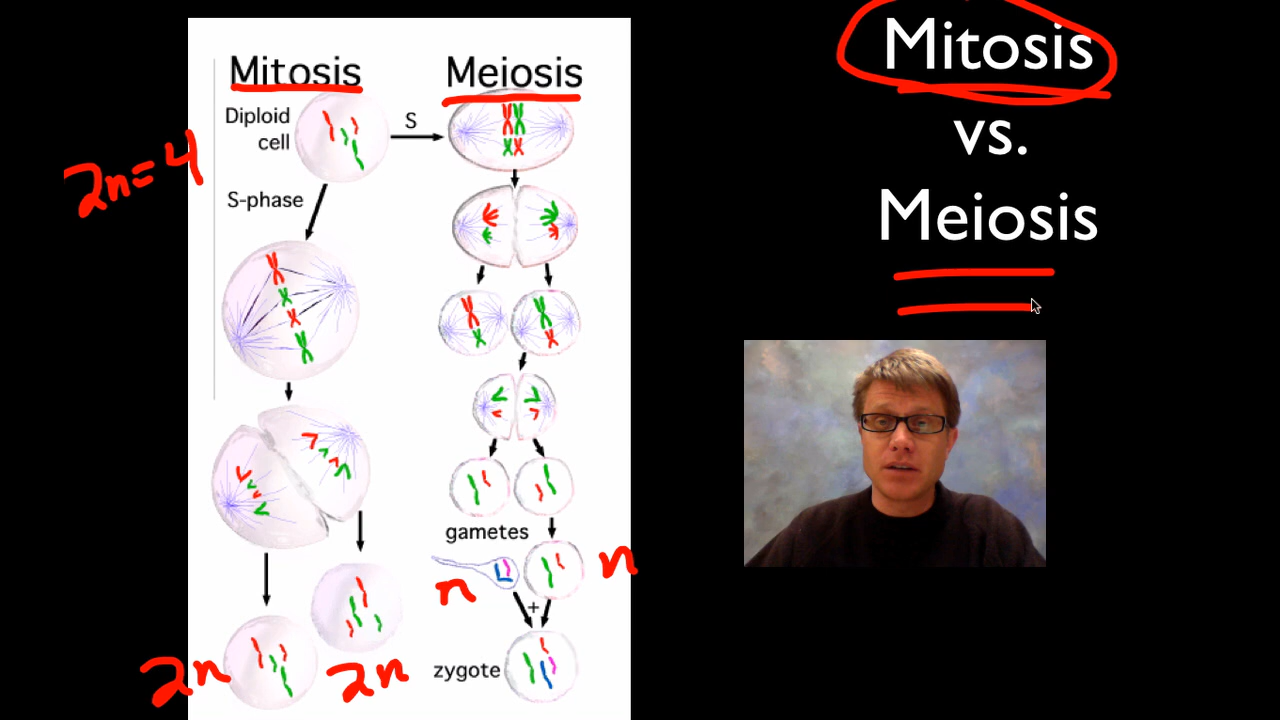 Mitosis
Meiosis
Diploid
cell
S
2n=4
S-phase
gametes
n
n
+
zygote
2n
2n
Mitosis
vs.
Meiosis